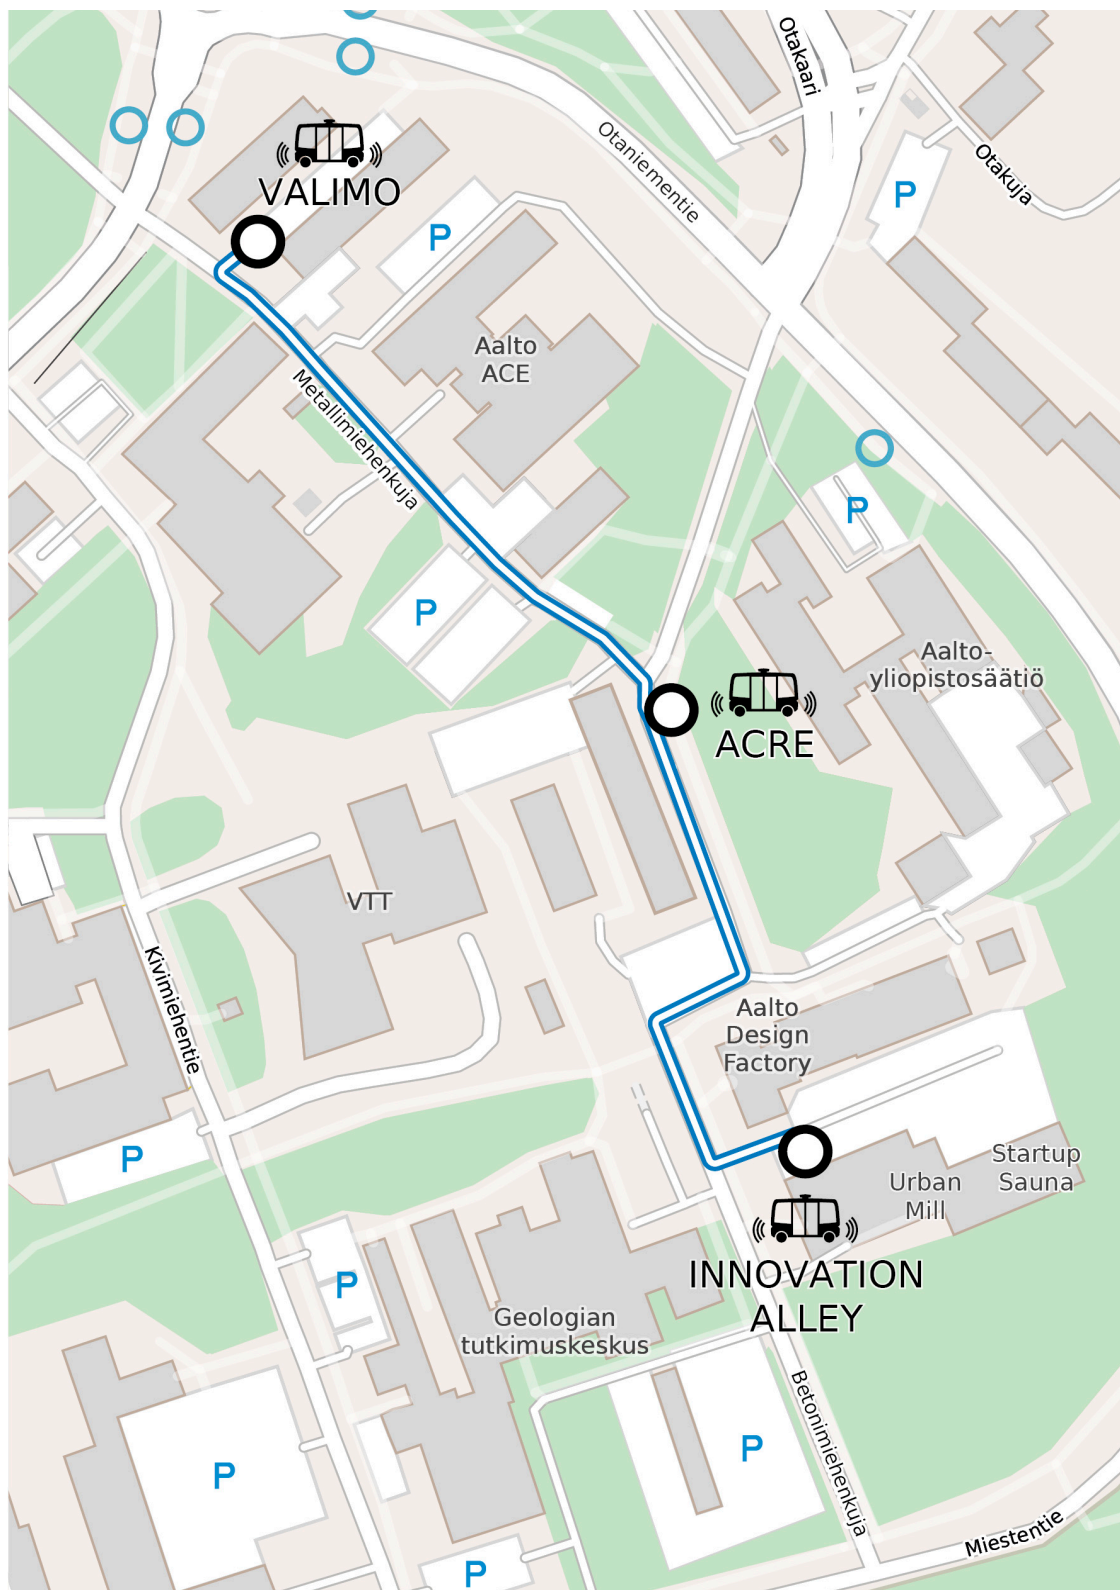 Otakaari
Otaniementie
Otakuja
P
VALIMO
P
Aalto
ACE
Metallimiehenkuja
P
P
Aalto-
yliopistosäätiö
ACRE
VTT
Kivimiehentie
Aalto
Design
Factory
P
Startup
Sauna
Urban
Mill
INNOVATION
ALLEY
P
Geologian
tutkimuskeskus
Betonimiehenkuja
P
P
Miestentie
P